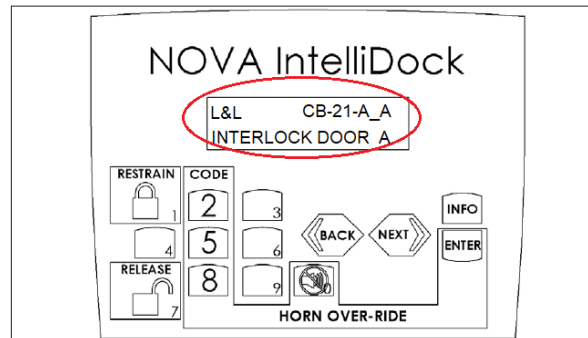 NOVA IntelliDock
L&L CB-21-A_A
INTERLOCK DOOR A
RESTRAIN
1
CODE
2
3
4
5
6
RELEASE
7
8
9
0
BACK
NEXT
INFO
ENTER
HORN OVER-RIDE